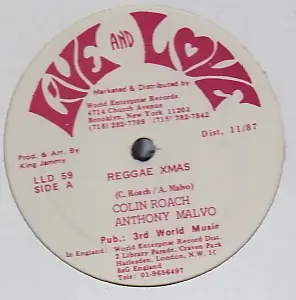 LIVE AND LOVE
Marketed & Distributed by
World Enterprise Records
4714 Church Avenue
Brooklyn, New York 11203
(718) 282-7709 (718) 282-7642
Dist. 11/87
Prod. & Arr. By
King Jammy
LLD 59
SIDE A
REGGAE XMAS
(C. Roach / A. Malvo)
COLIN ROACH
ANTHONY MALVO
Pub.: 3rd World Music
In England: World Enterprise Record Dist.
2 Library Parade, Craven Park
Harlesden, London, N.W. 10
England
Tele: 01-9656497